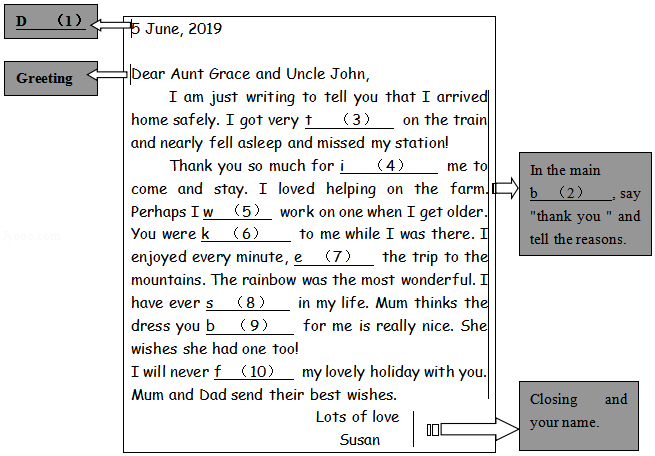 D (1)
5 June, 2019
Greeting
Dear Aunt Grace and Uncle John,
I am just writing to tell you that I arrived
home safely. I got very t (3) on the train
and nearly fell asleep and missed my station!
Thank you so much for i (4) me to
come and stay. I loved helping on the farm.
Perhaps I w (5) work on one when I get older.
You were k (6) to me while I was there. I
enjoyed every minute, e (7) the trip to the
mountains. The rainbow was the most wonderful. I
have ever s (8) in my life. Mum thinks the
dress you b (9) for me is really nice. She
wishes she had one too!
I will never f (10) my lovely holiday with you.
Mum and Dad send their best wishes.
Lots of love
Susan
In the main
b (2), say
"thank you " and
tell the reasons.
Closing and
your name.